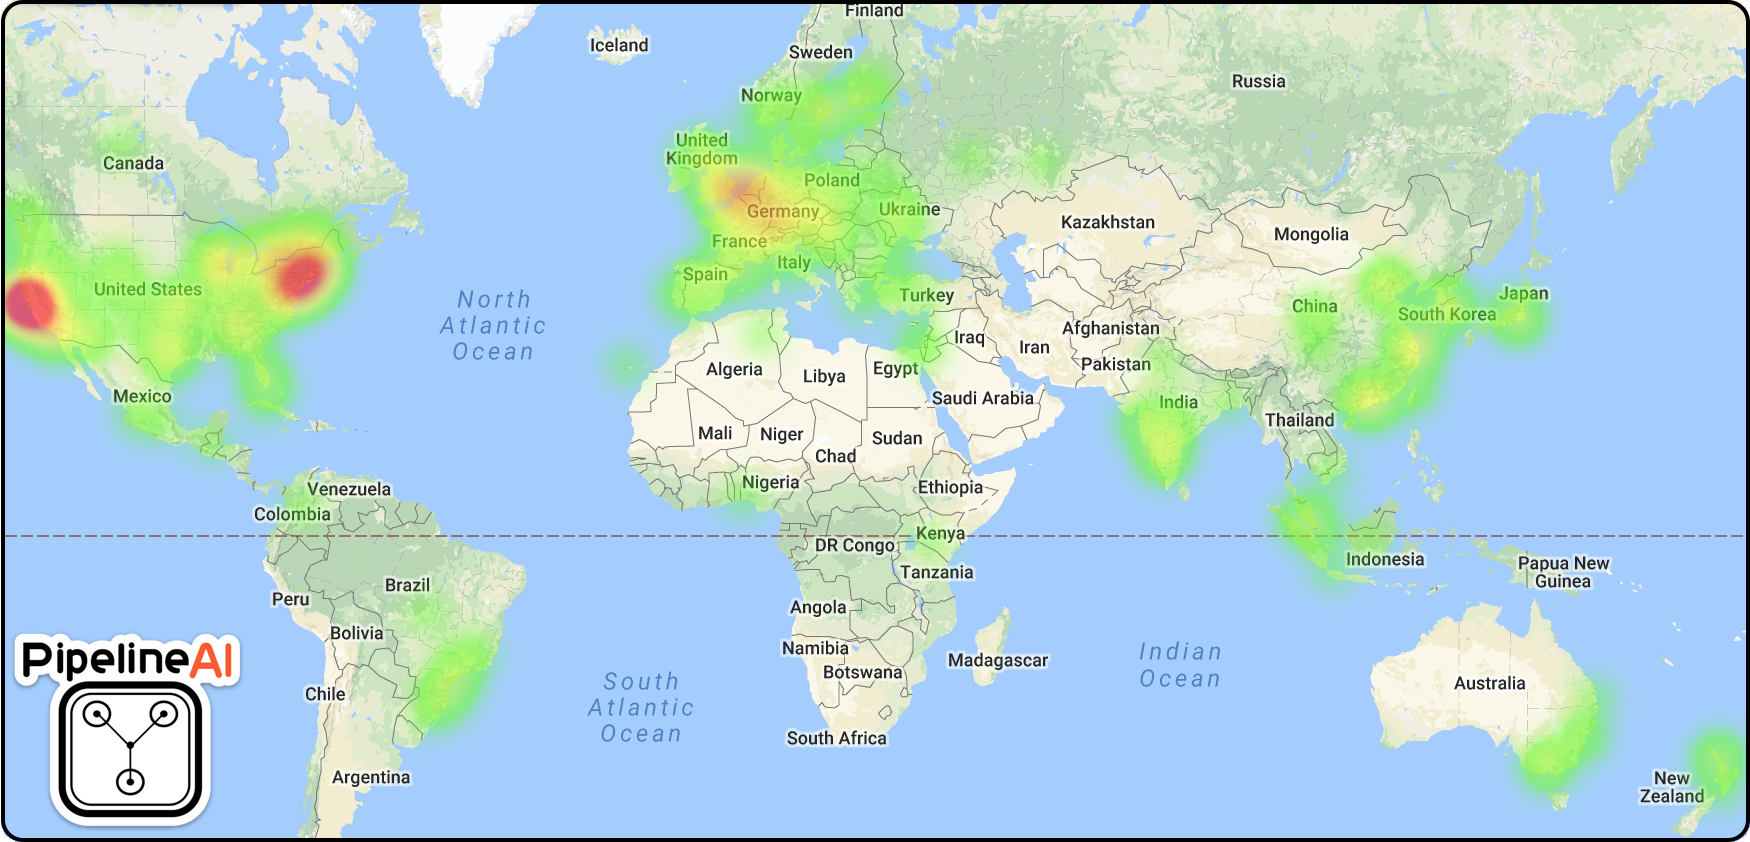 Finland
Iceland
Sweden
Russia
Norway
United
Kingdom
Canada
Poland
Ukraine
Germany
Kazakhstan
Mongolia
France
Italy
Spain
United States
Turkey
China
Japan
South Korea
North
Atlantic
Ocean
Afghanistan
Iraq
Iran
Pakistan
Algeria
Libya
Egypt
Mexico
Saudi Arabia
India
Thailand
Mali
Niger
Sudan
Chad
Venezuela
Nigeria
Ethiopia
Colombia
Kenya
DR Congo
Indonesia
Tanzania
Papua New
Guinea
Brazil
Peru
Angola
Bolivia
Namibia
Botswana
Madagascar
Indian
Ocean
PipelineAI
Chile
South
Atlantic
Ocean
Australia
South Africa
Argentina
New
Zealand